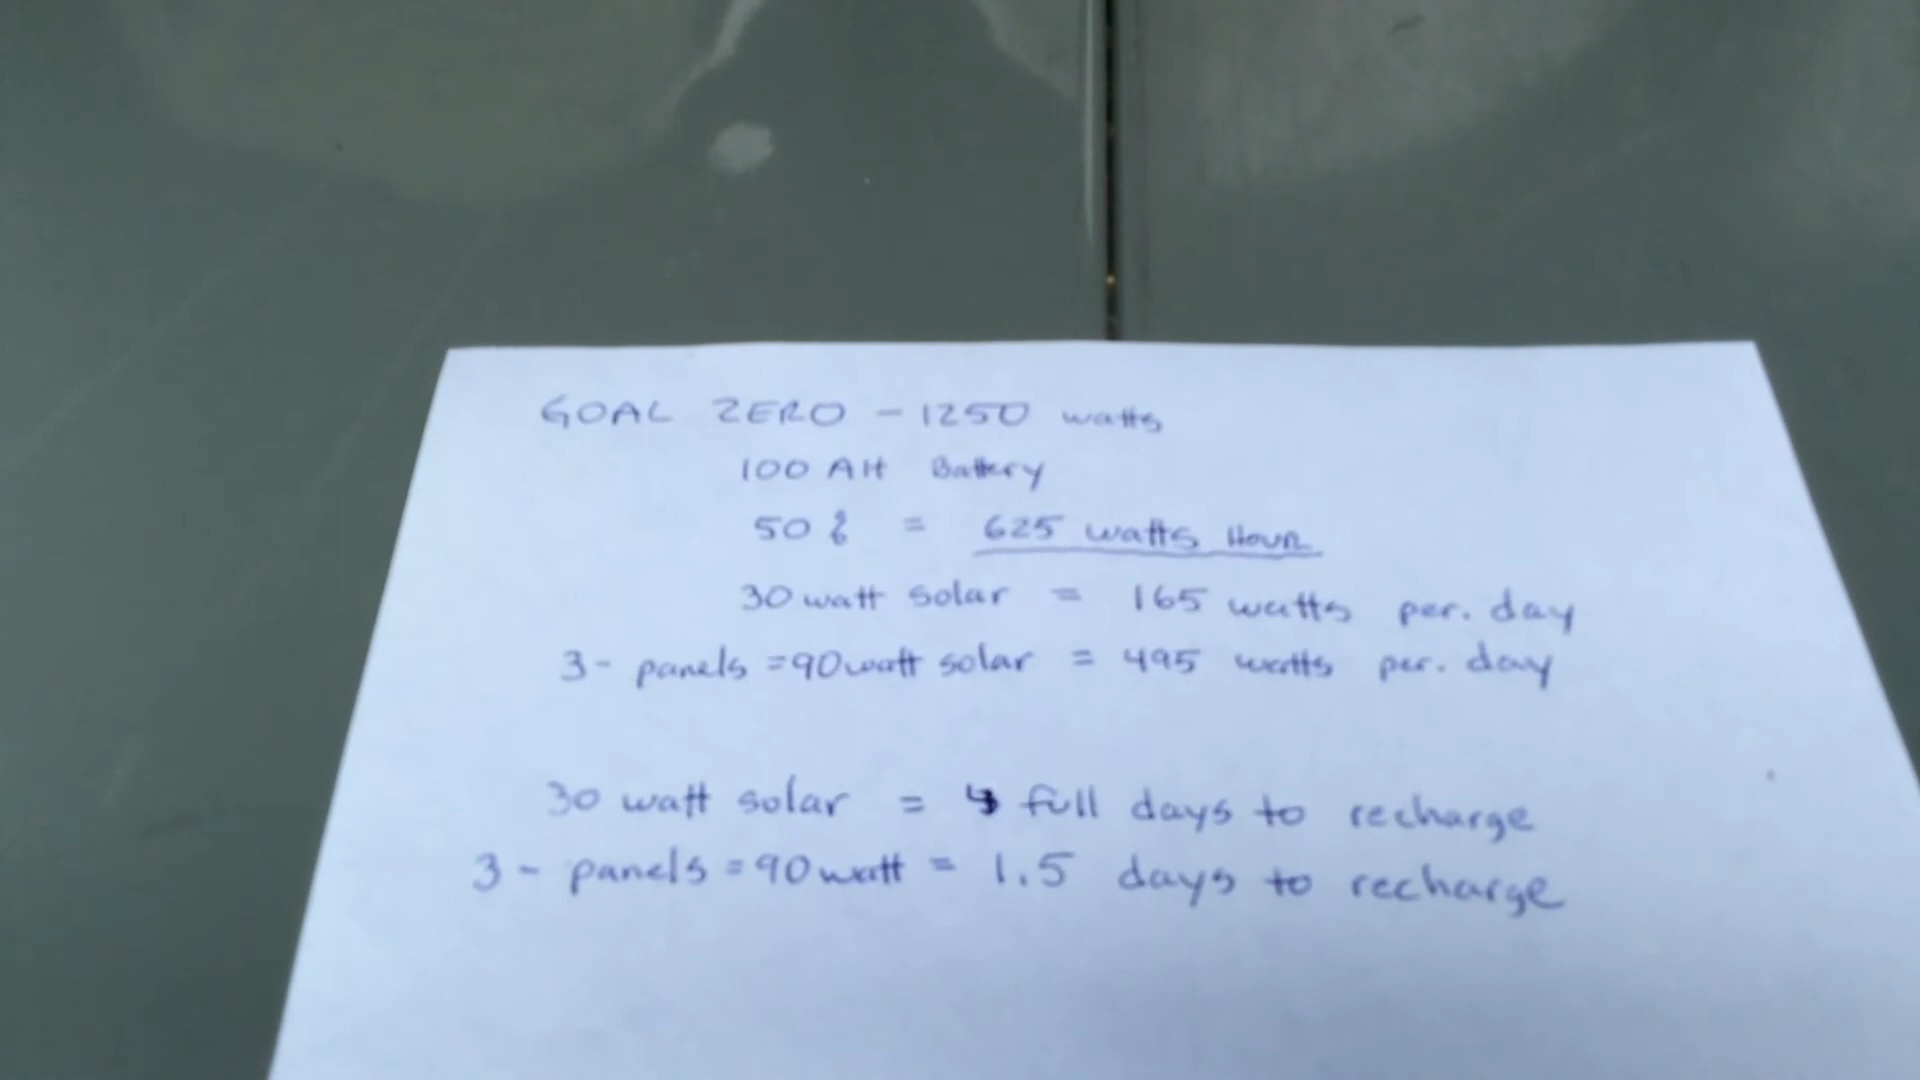 GOAL ZERO - 1250 watts
100 AH Battery
50 % = 625 watts Hour
30 watt solar = 165 watts per. day
3 - panels = 90 watt solar = 495 watts per. day
30 watt solar = 4 full days to recharge
3 - panels = 90 watt = 1.5 days to recharge